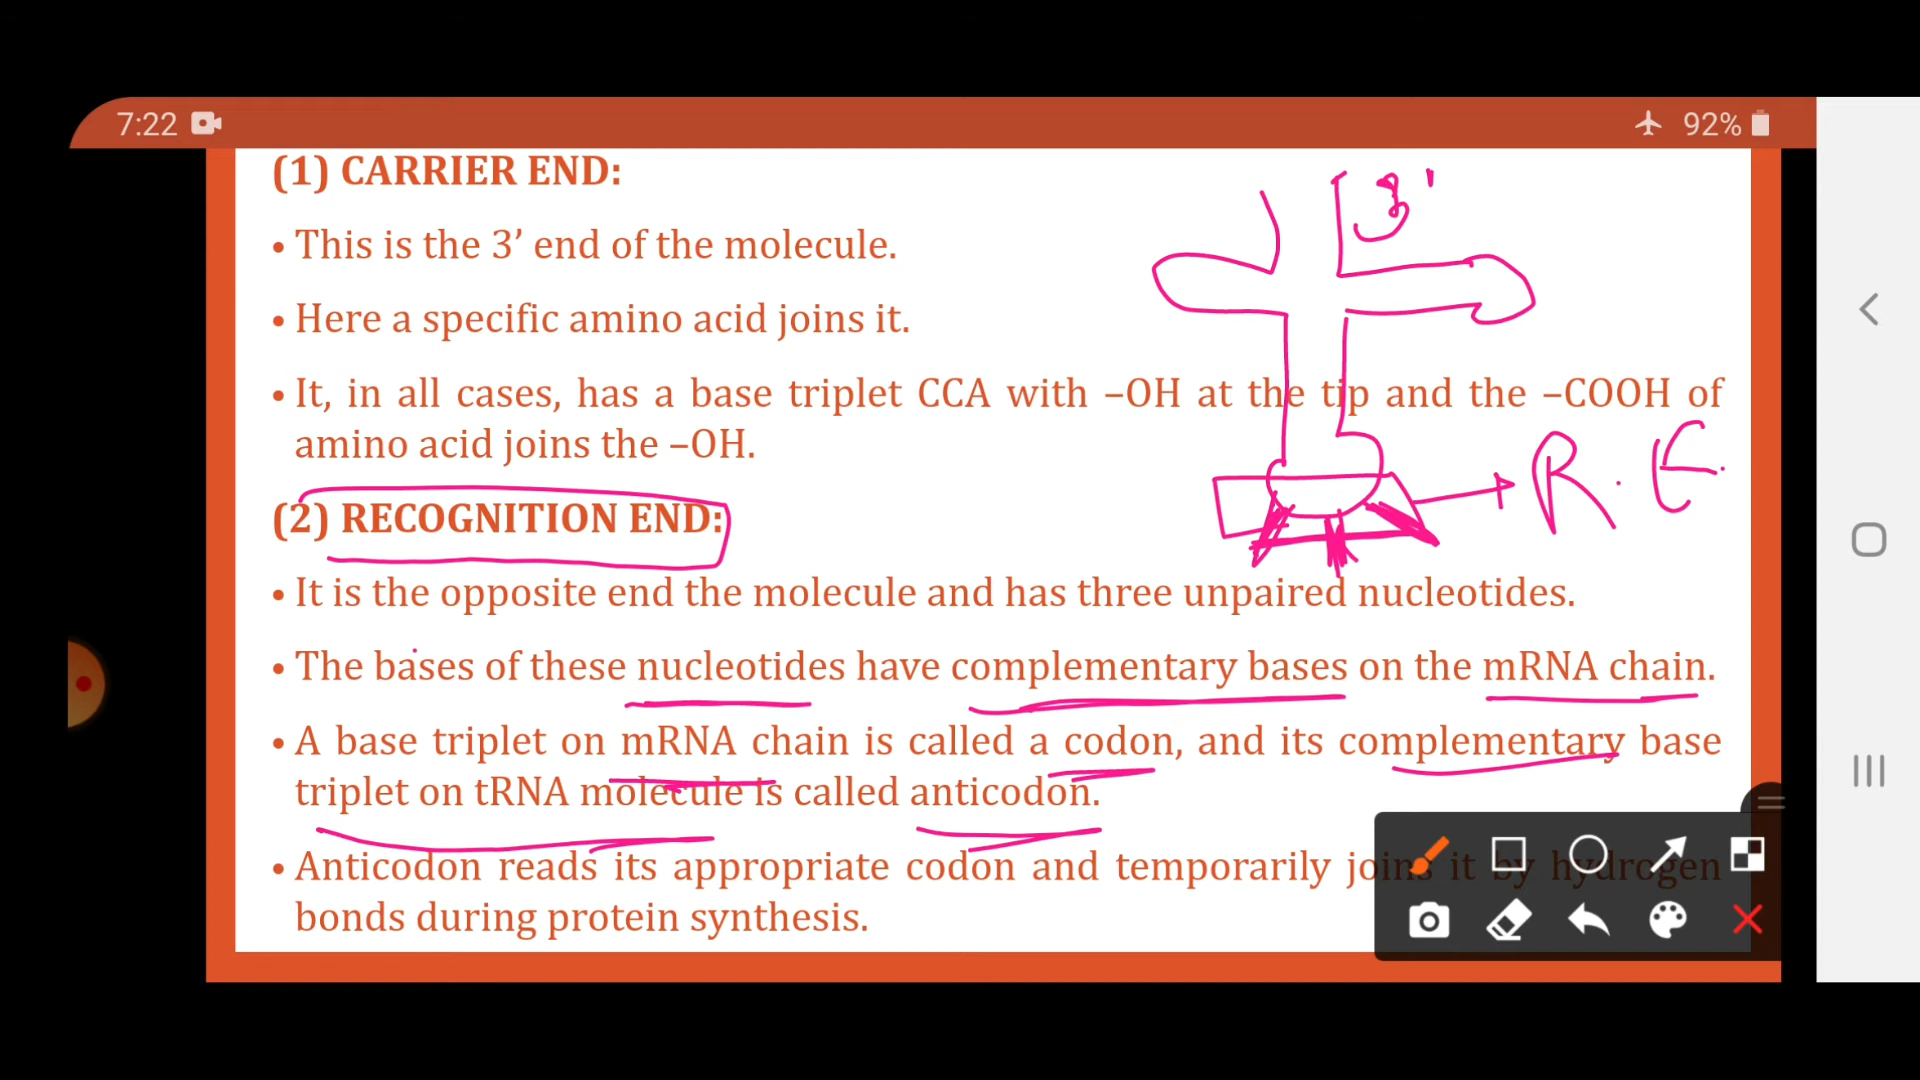 7:22 92%
(1) CARRIER END:
3'
• This is the 3’ end of the molecule.
• Here a specific amino acid joins it.
• It, in all cases, has a base triplet CCA with –OH at the tip and the –COOH of
amino acid joins the –OH.
R. E.
(2) RECOGNITION END:
• It is the opposite end the molecule and has three unpaired nucleotides.
• The bases of these nucleotides have complementary bases on the mRNA chain.
• A base triplet on mRNA chain is called a codon, and its complementary base
triplet on tRNA molecule is called anticodon.
• Anticodon reads its appropriate codon and temporarily joins it by hydrogen
bonds during protein synthesis.